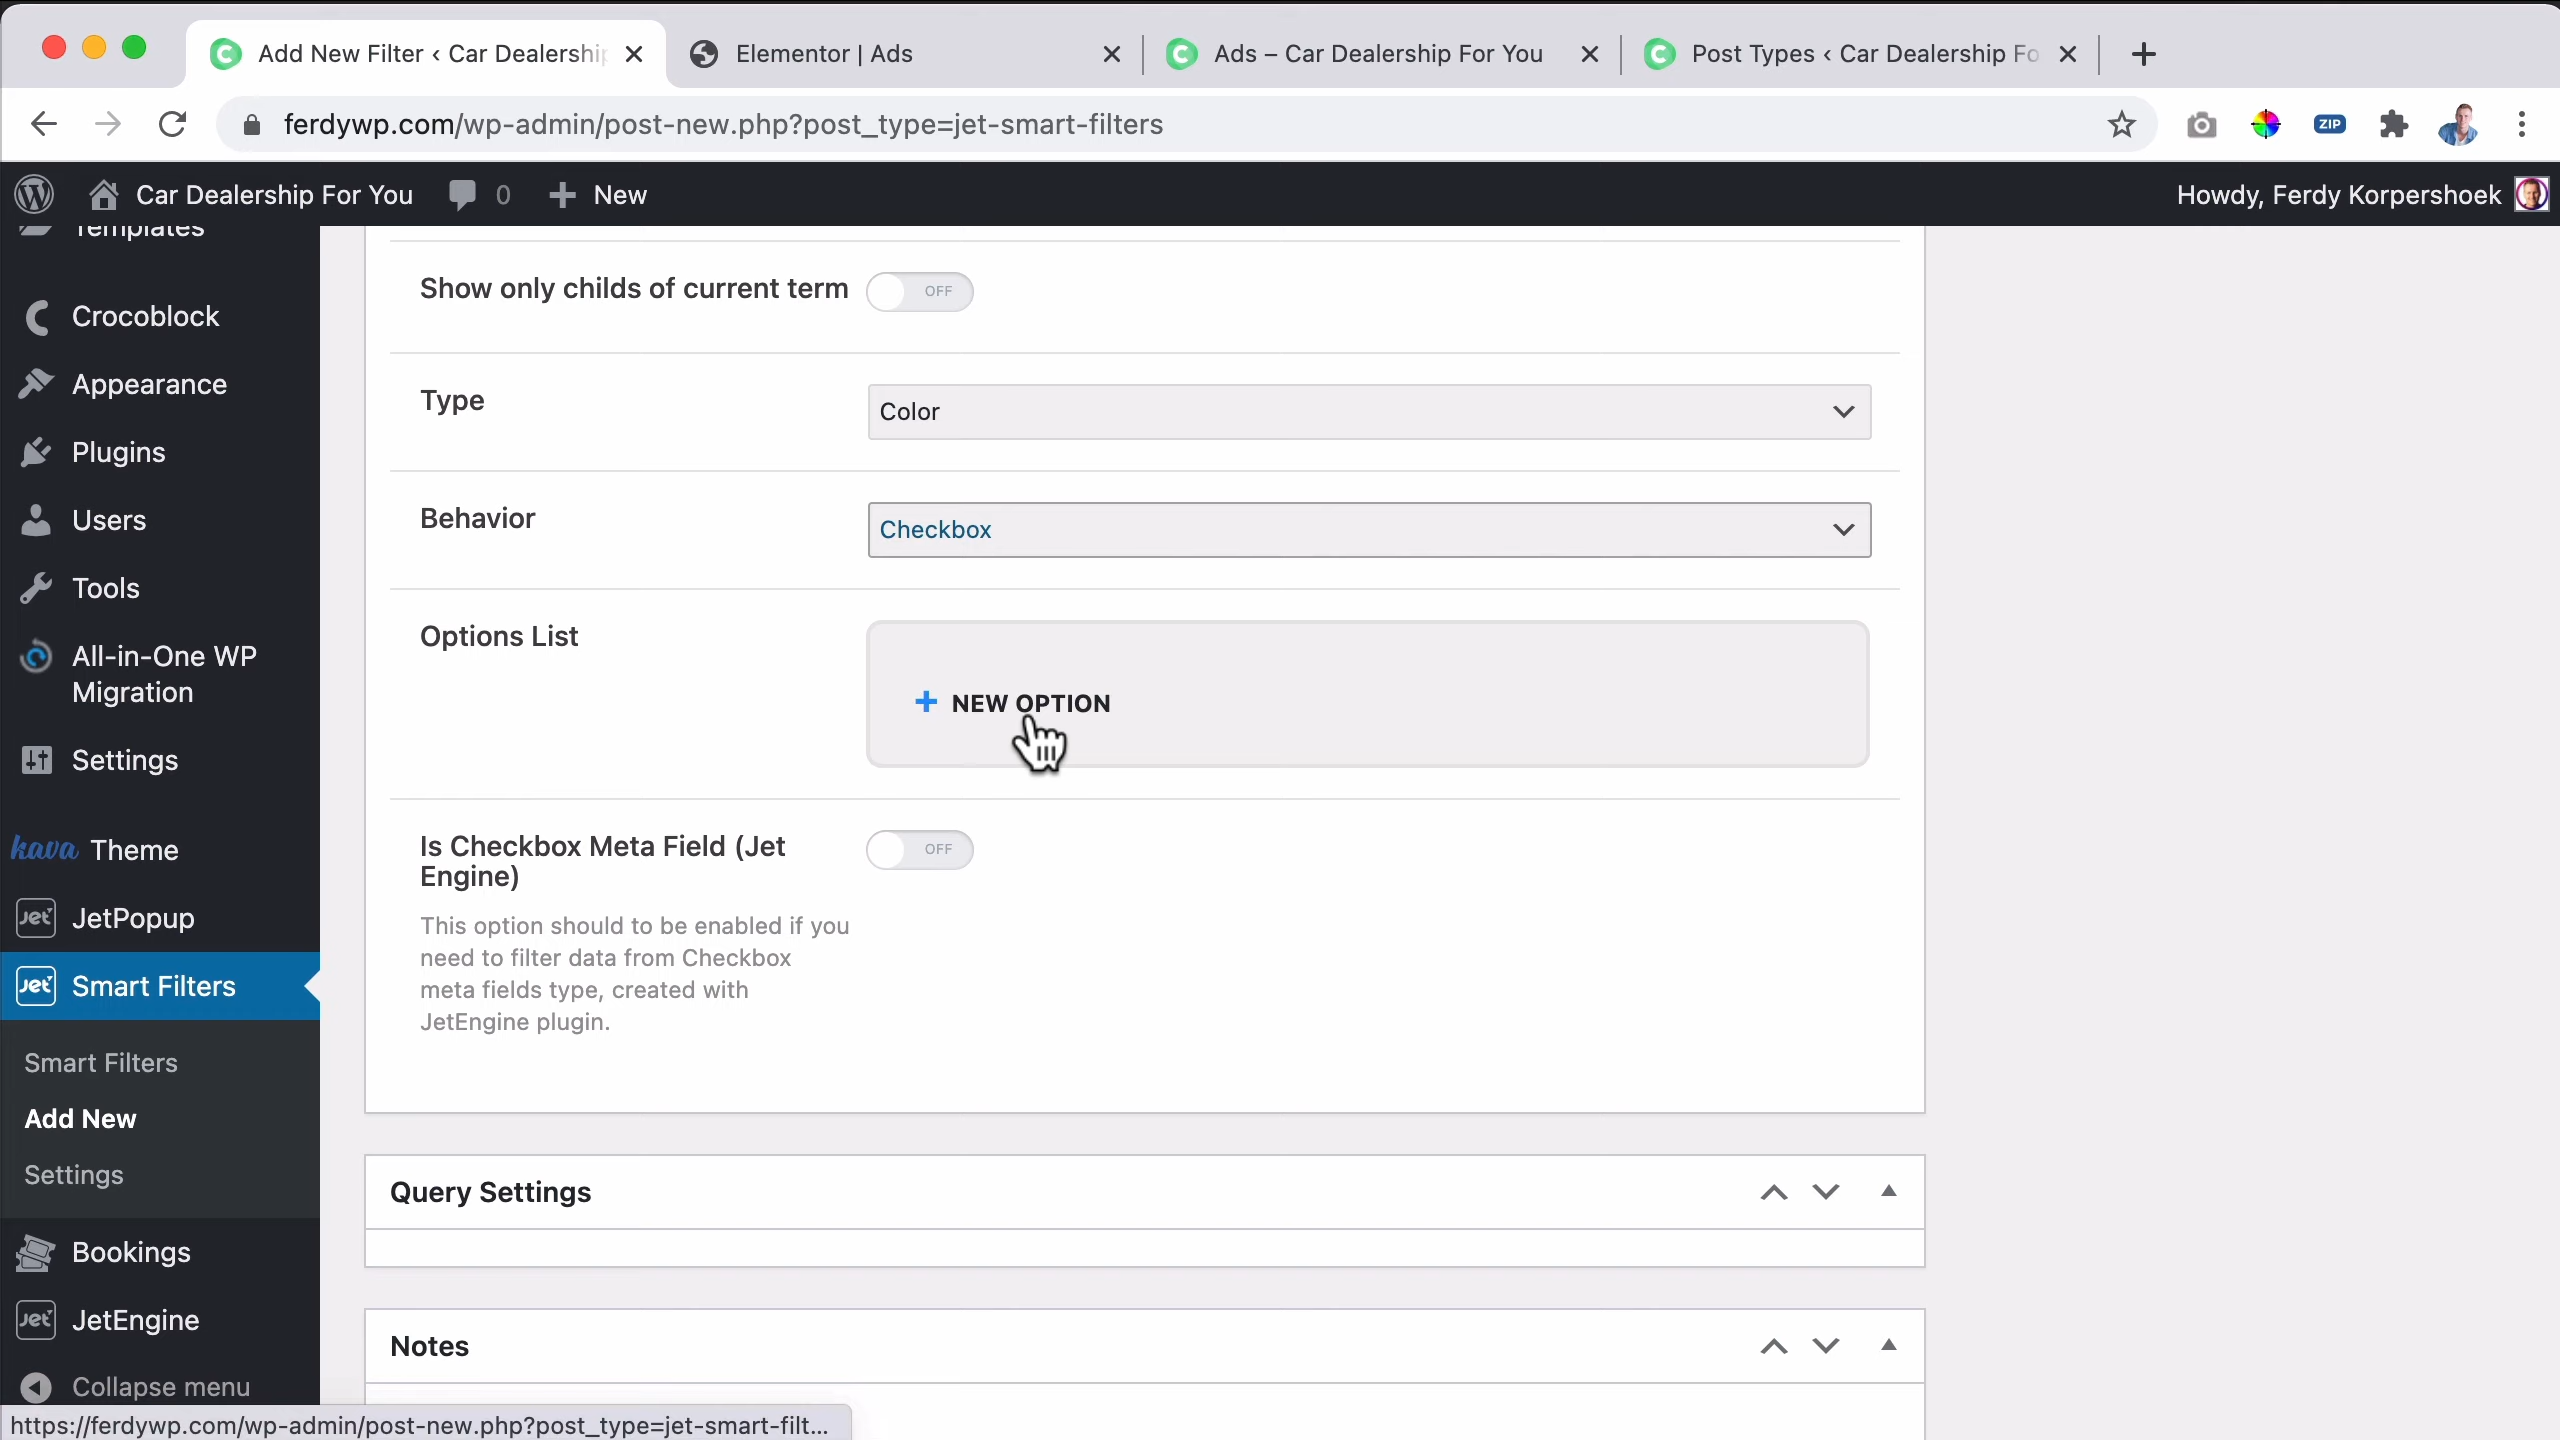 Add New Filter ‹ Car Dealership
Elementor | Ads
Ads – Car Dealership For You
Post Types ‹ Car Dealership Fo
ferdywp.com/wp-admin/post-new.php?post_type=jet-smart-filters
ZIP
Car Dealership For You
0
New
Howdy, Ferdy Korpershoek
Templates
Crocoblock
Appearance
Plugins
Users
Tools
All-in-One WP
Migration
Settings
kava Theme
Jet JetPopup
Jet Smart Filters
Smart Filters
Add New
Settings
Bookings
Jet JetEngine
Collapse menu
Show only childs of current term
OFF
Type
Color
Behavior
Checkbox
Options List
+ NEW OPTION
Is Checkbox Meta Field (Jet
Engine)
OFF
This option should to be enabled if you
need to filter data from Checkbox
meta fields type, created with
JetEngine plugin.
Query Settings
Notes
https://ferdywp.com/wp-admin/post-new.php?post_type=jet-smart-filt...